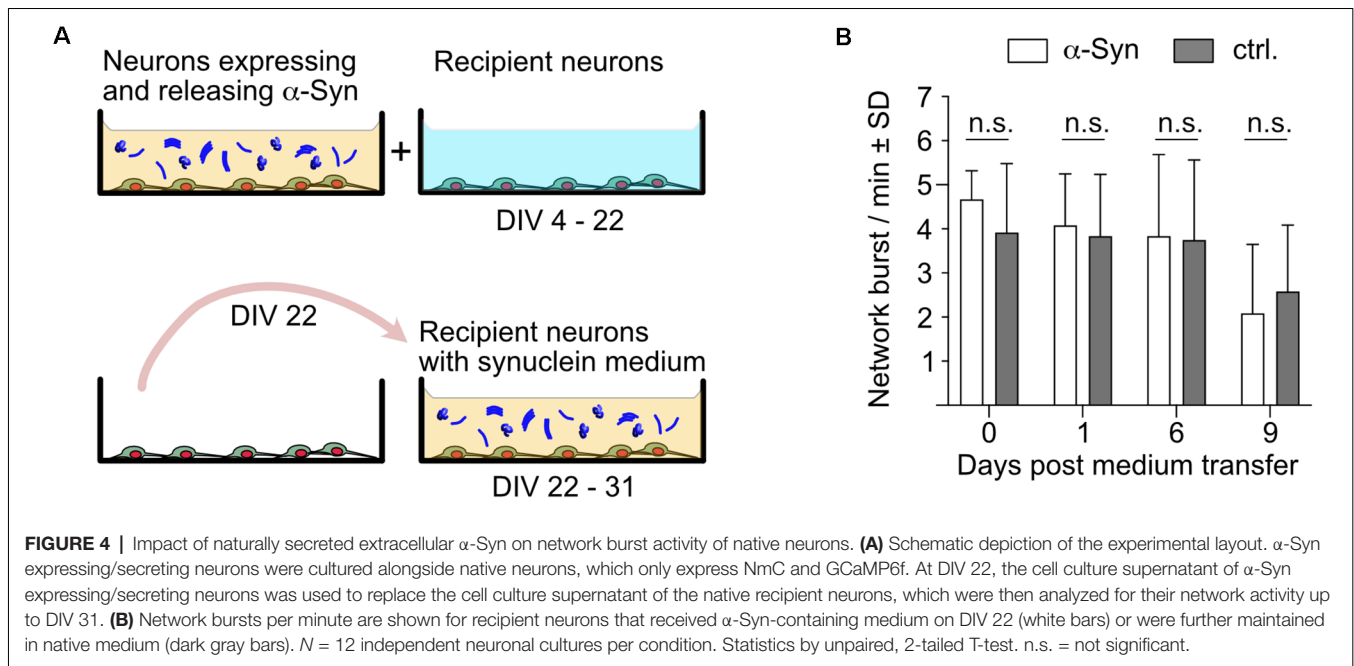 A
Neurons expressing
and releasing α-Syn
+
Recipient neurons
DIV 4 - 22
DIV 22
Recipient neurons
with synuclein medium
DIV 22 - 31
B
α-Syn
ctrl.
Network burst / min ± SD
7
6
5
4
3
2
1
n.s.
n.s.
n.s.
n.s.
0
1
6
9
Days post medium transfer
FIGURE 4 | Impact of naturally secreted extracellular α-Syn on network burst activity of native neurons. (A) Schematic depiction of the experimental layout. α-Syn
expressing/secreting neurons were cultured alongside native neurons, which only express NmC and GCaMP6f. At DIV 22, the cell culture supernatant of α-Syn
expressing/secreting neurons was used to replace the cell culture supernatant of the native recipient neurons, which were then analyzed for their network activity up
to DIV 31. (B) Network bursts per minute are shown for recipient neurons that received α-Syn-containing medium on DIV 22 (white bars) or were further maintained
in native medium (dark gray bars). N = 12 independent neuronal cultures per condition. Statistics by unpaired, 2-tailed T-test. n.s. = not significant.